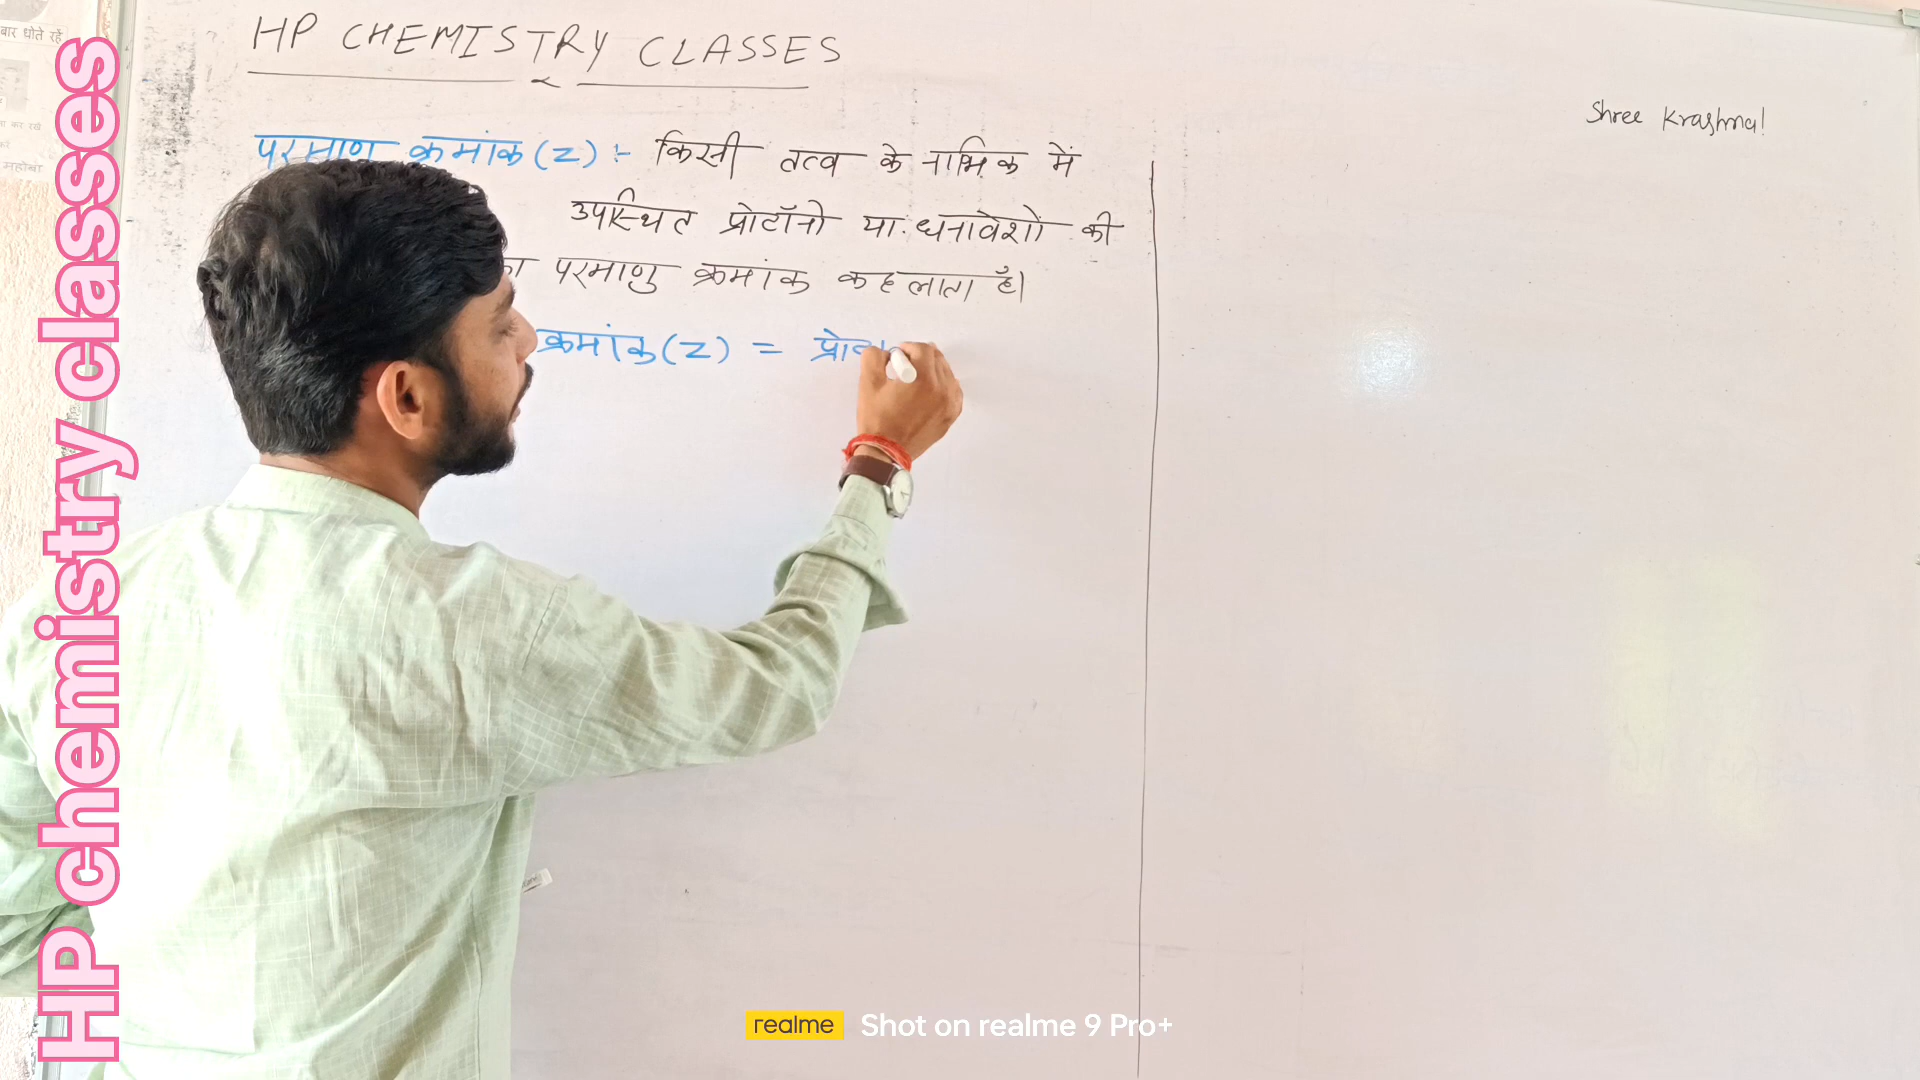 HP CHEMISTRY CLASSES
Shree Krashna!
परमाणु क्रमांक (Z) :- किसी तत्व के नाभिक में
उपस्थित प्रोटॉनो या धनावेशों की
परमाणु क्रमांक कहलाता है।
क्रमांक (Z) =
HP chemistry classes
बार धोते रहें
realme Shot on realme 9 Pro+